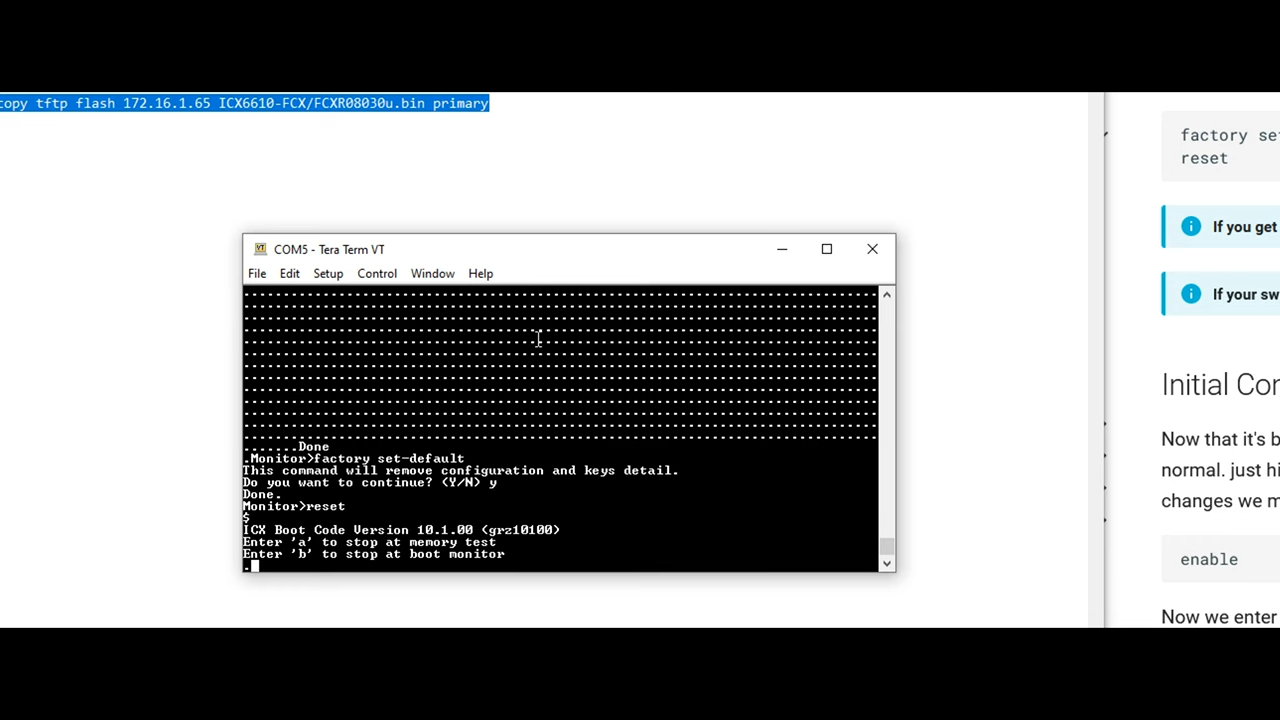 copy tftp flash 172.16.1.65 ICX6610-FCX/FCXR08030u.bin primary
COM5 - Tera Term VT
File Edit Setup Control Window Help
.......Done
.Monitor>factory set-default
This command will remove configuration and keys detail.
Do you want to continue? (Y/N) y
Done.
Monitor>reset
$
ICX Boot Code Version 10.1.00 (grz10100)
Enter 'a' to stop at memory test
Enter 'b' to stop at boot monitor
.
factory se
reset
If you get
If your sw
Initial Con
Now that it's b
normal. just hi
changes we m
enable
Now we enter